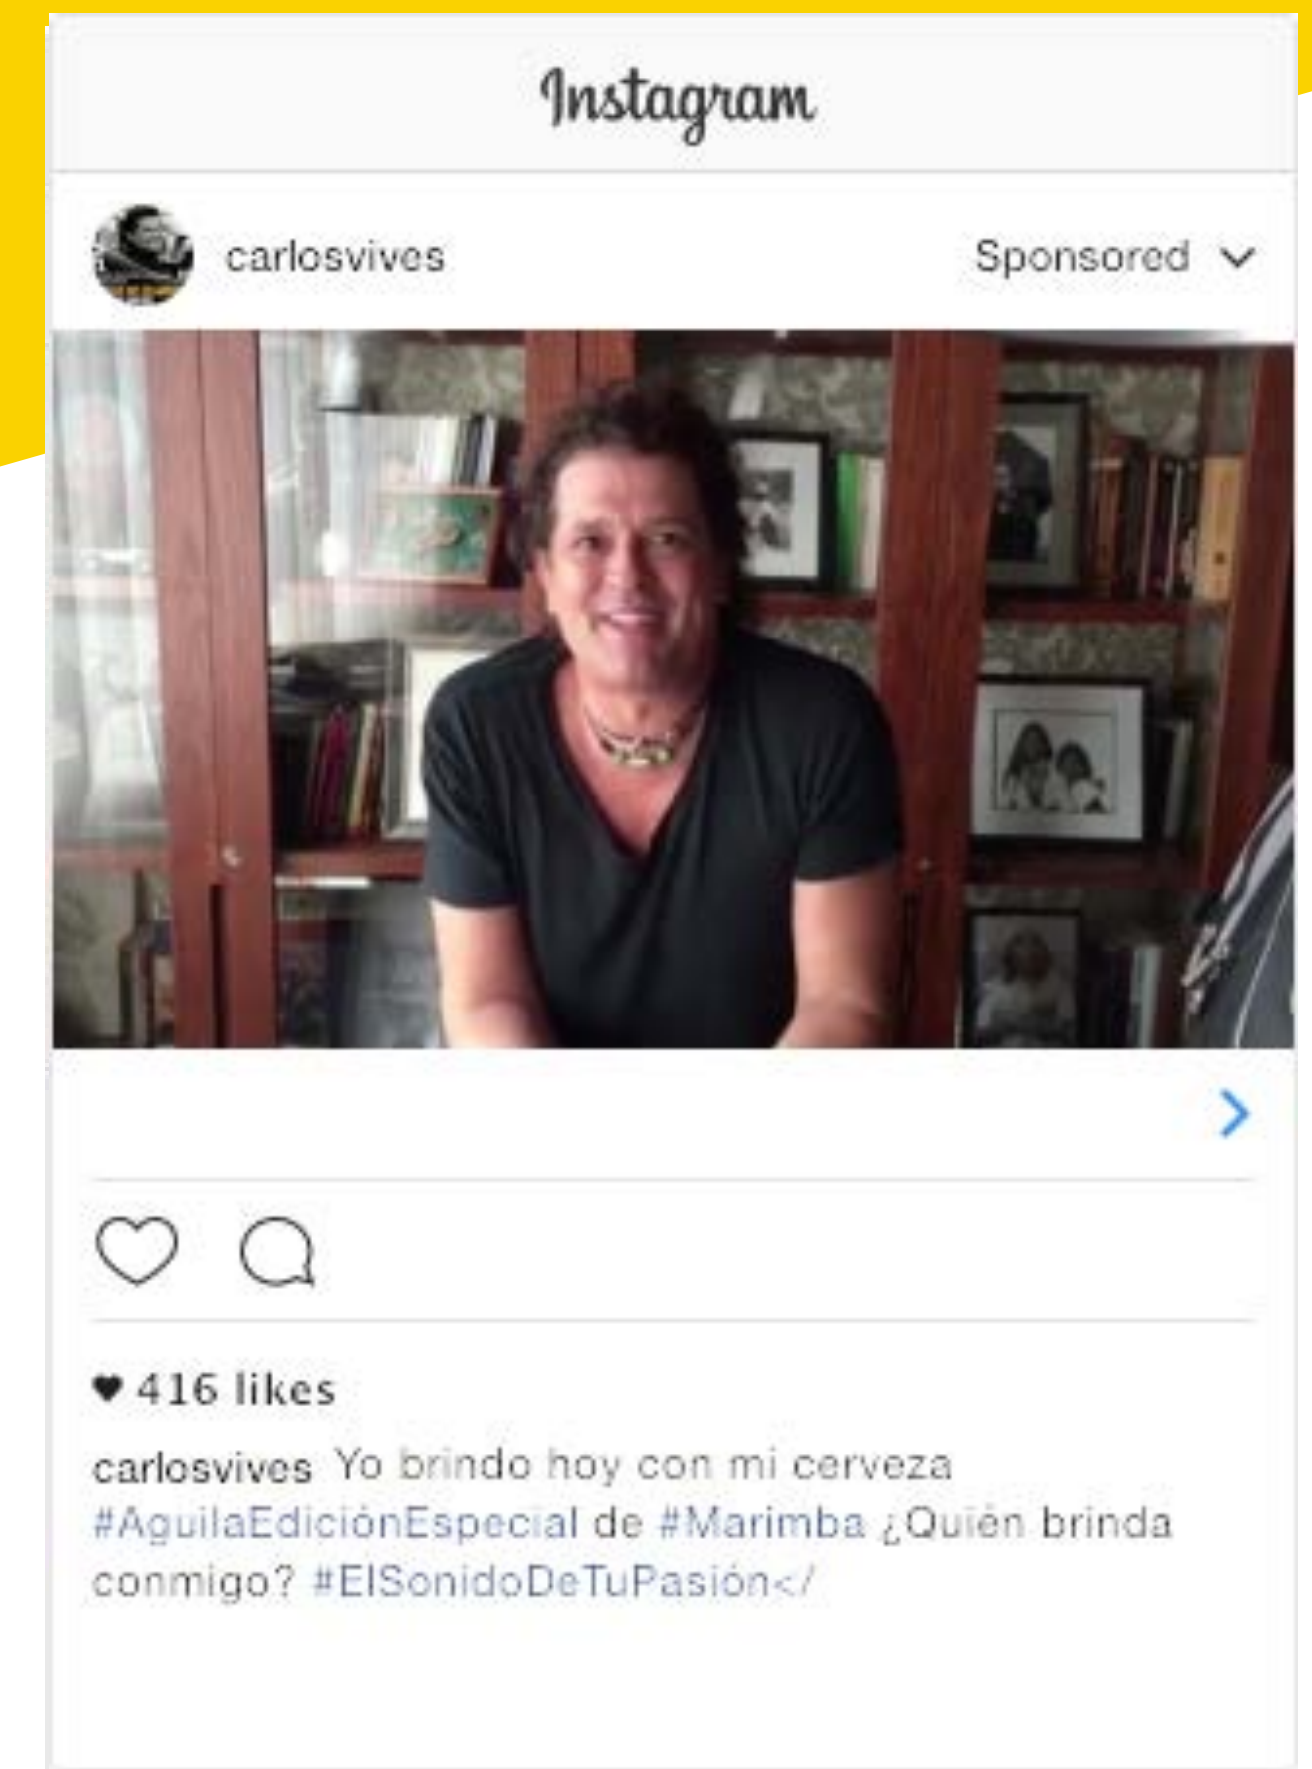 Instagram
carlosvives Sponsored
416 likes
carlosvives Yo brindo hoy con mi cerveza
#AguilaEdiciónEspecial de #Marimba ¿Quién brinda
conmigo? #ElSonidoDeTuPasión</